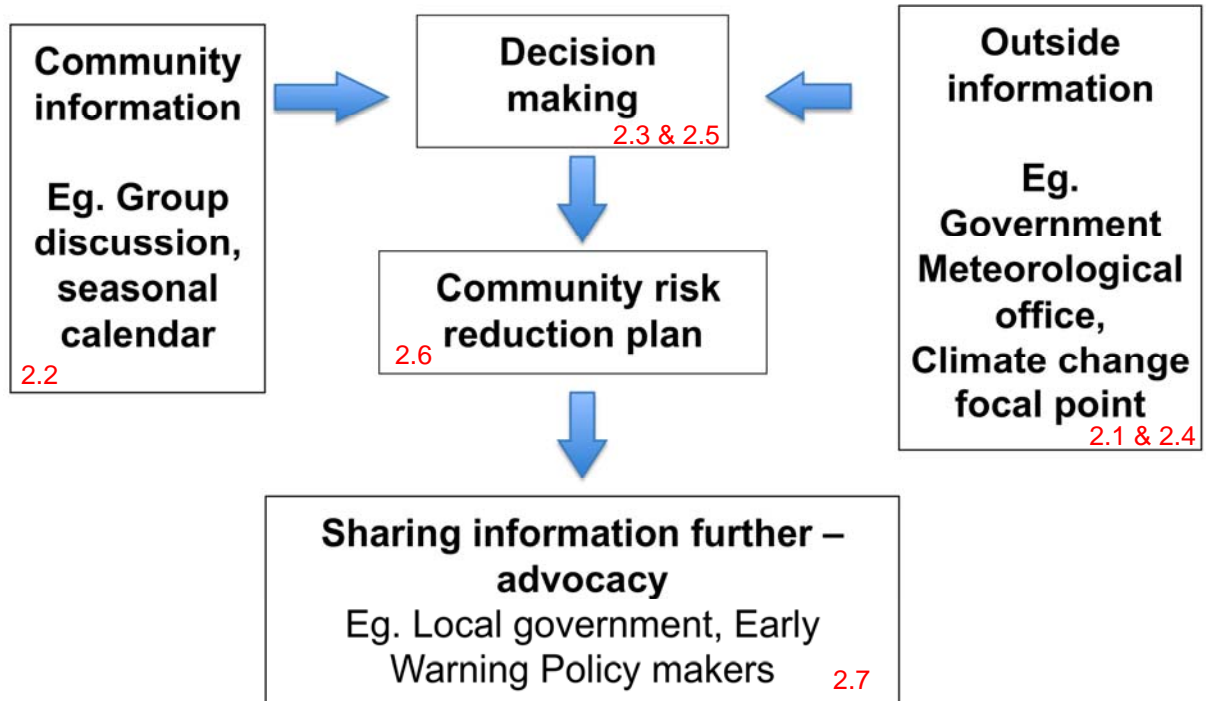 Community
information
Eg. Group
discussion,
seasonal
calendar
2.2
Decision
making
2.3 & 2.5
Outside
information
Eg.
Government
Meteorological
office,
Climate change
focal point
2.1 & 2.4
Community risk
reduction plan
2.6
Sharing information further –
advocacy
Eg. Local government, Early
Warning Policy makers
2.7